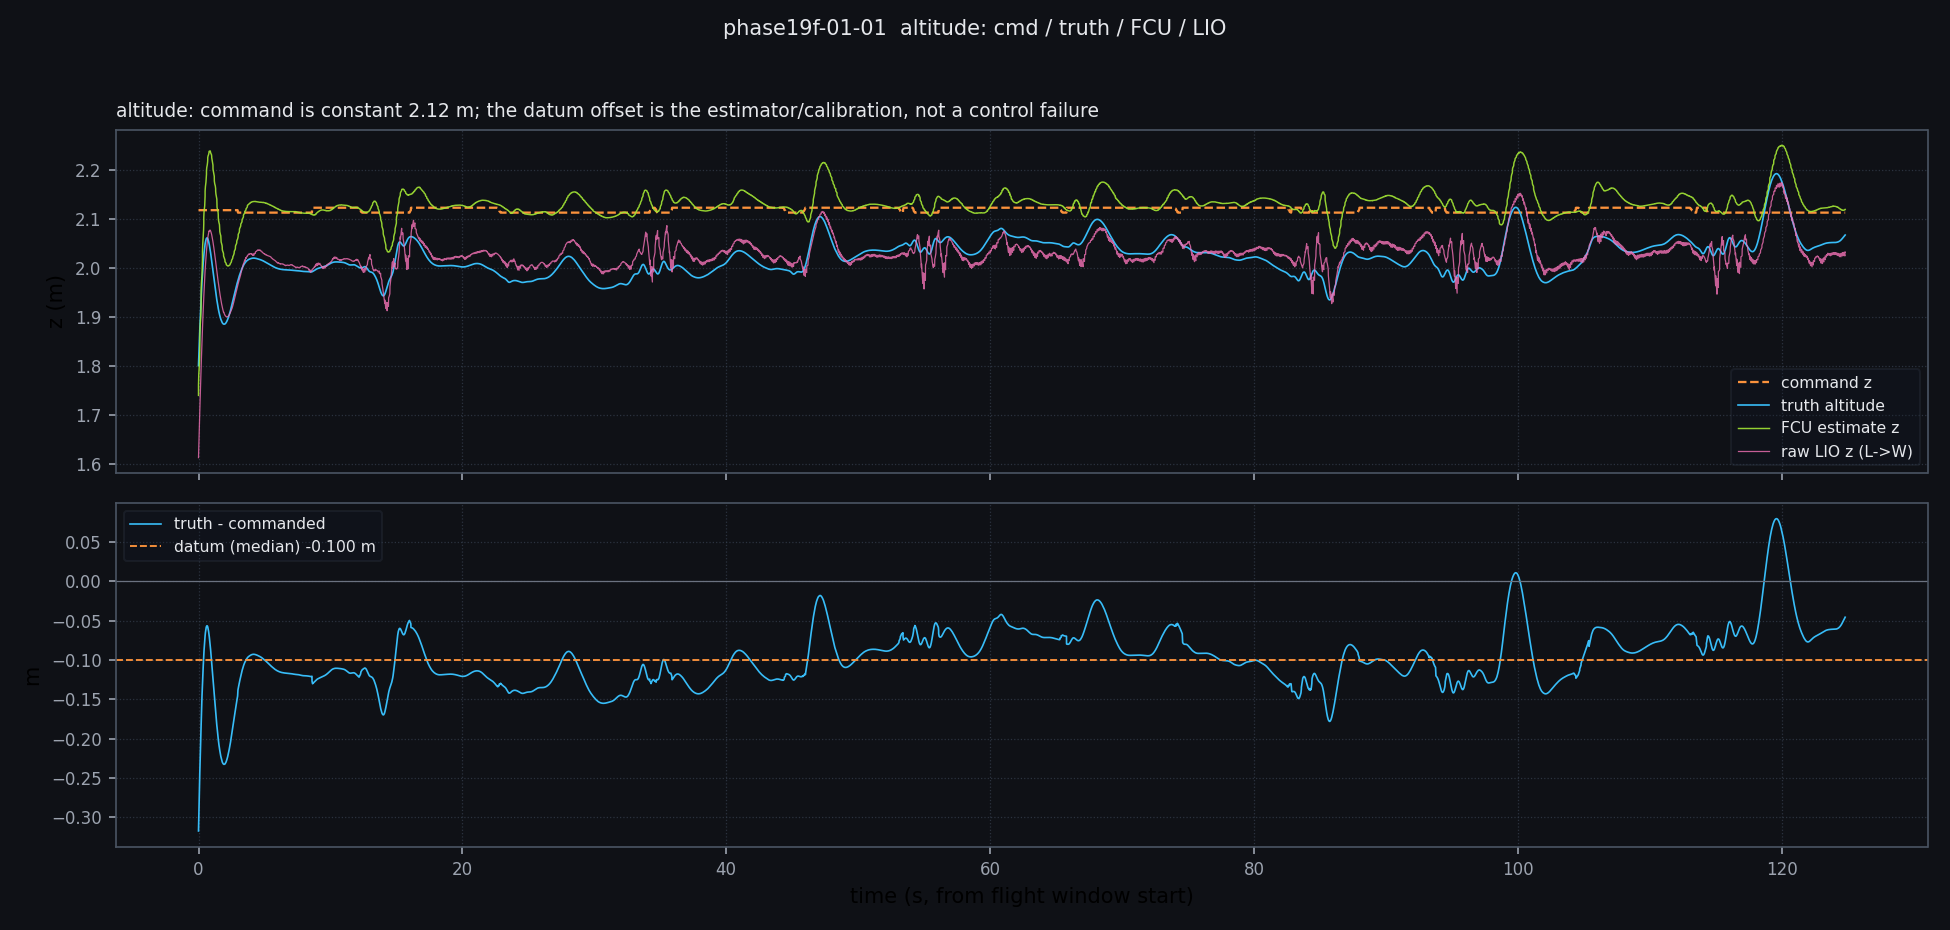 phase19f-01-01  altitude: cmd / truth / FCU / LIO
altitude: command is constant 2.12 m; the datum offset is the estimator/calibration, not a control failure
z (m)
2.2
2.1
2.0
1.9
1.8
1.7
1.6
command z
truth altitude
FCU estimate z
raw LIO z (L->W)
m
0.05
0.00
−0.05
−0.10
−0.15
−0.20
−0.25
−0.30
truth - commanded
datum (median) -0.100 m
0 20 40 60 80 100 120
time (s, from flight window start)